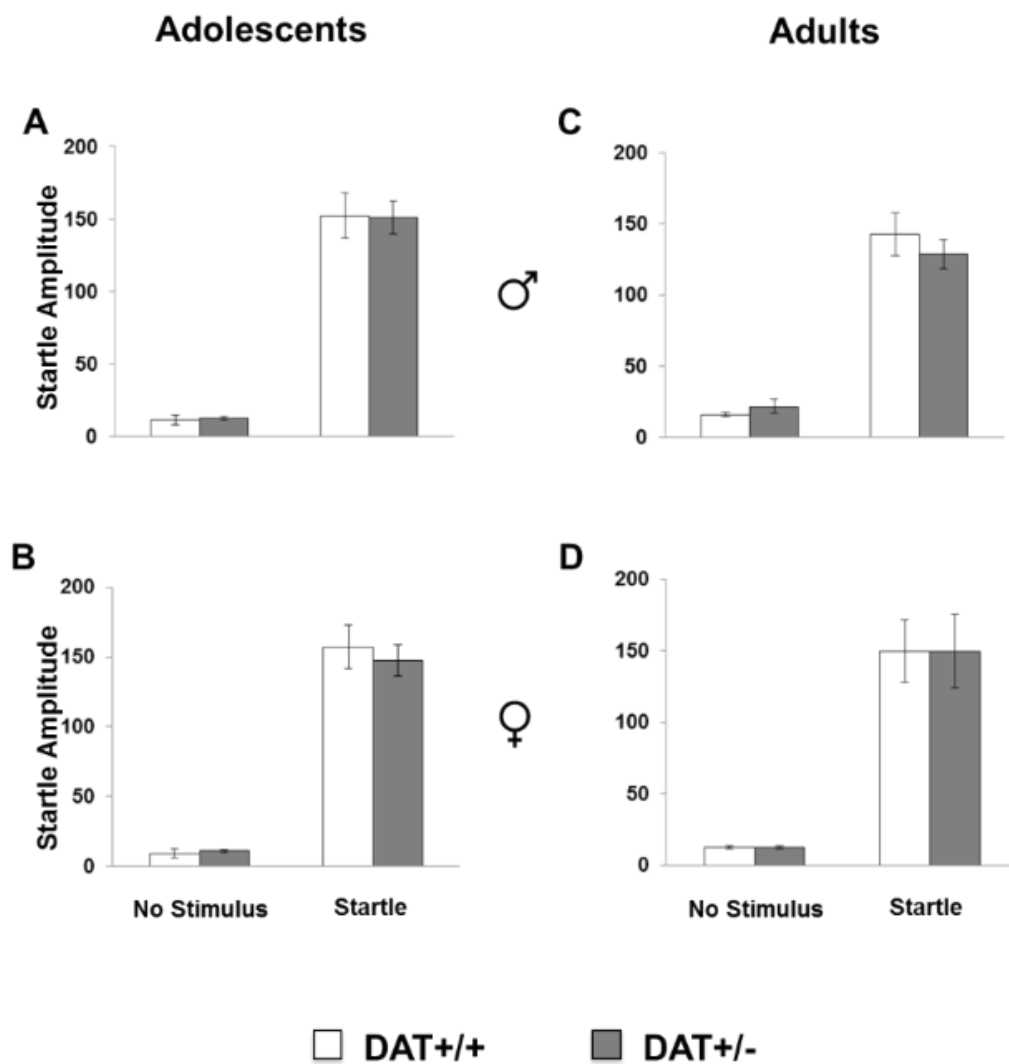 Adolescents
Adults
A
200
150
100
50
0
Startle Amplitude
♂
C
200
150
100
50
0
B
200
150
100
50
0
Startle Amplitude
No Stimulus
Startle
♀
D
200
150
100
50
0
No Stimulus
Startle
DAT+/+
DAT+/-